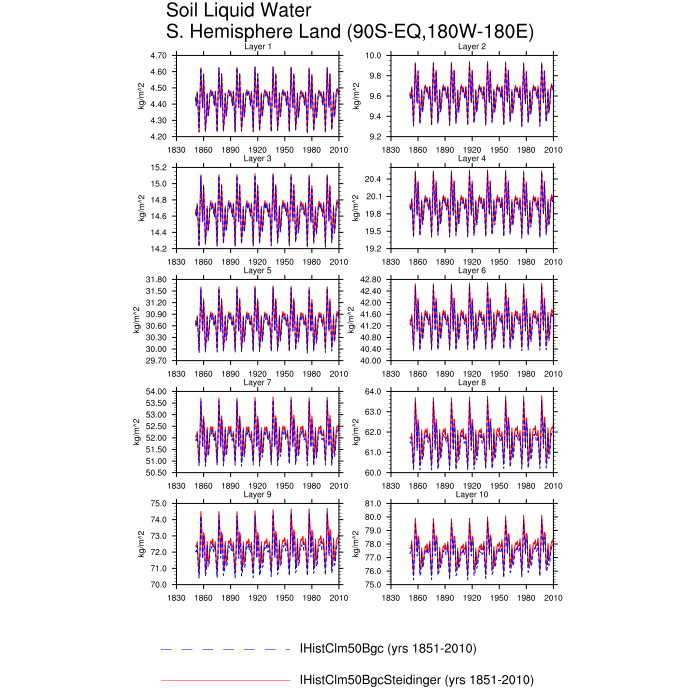 Soil Liquid Water
S. Hemisphere Land (90S-EQ,180W-180E)
Layer 1
Layer 2
4.70
4.60
4.50
4.40
4.30
4.20
kg/m^2
10.0
9.8
9.6
9.4
9.2
kg/m^2
1830 1860 1890 1920 1950 1980 2010
1830 1860 1890 1920 1950 1980 2010
Layer 3
Layer 4
15.2
15.0
14.8
14.6
14.4
14.2
kg/m^2
20.4
20.1
19.8
19.5
19.2
kg/m^2
1830 1860 1890 1920 1950 1980 2010
1830 1860 1890 1920 1950 1980 2010
Layer 5
Layer 6
31.80
31.50
31.20
30.90
30.60
30.30
30.00
29.70
kg/m^2
42.80
42.40
42.00
41.60
41.20
40.80
40.40
40.00
kg/m^2
1830 1860 1890 1920 1950 1980 2010
1830 1860 1890 1920 1950 1980 2010
Layer 7
Layer 8
54.00
53.50
53.00
52.50
52.00
51.50
51.00
50.50
kg/m^2
64.0
63.0
62.0
61.0
60.0
kg/m^2
1830 1860 1890 1920 1950 1980 2010
1830 1860 1890 1920 1950 1980 2010
Layer 9
Layer 10
75.0
74.0
73.0
72.0
71.0
70.0
kg/m^2
81.0
80.0
79.0
78.0
77.0
76.0
75.0
kg/m^2
1830 1860 1890 1920 1950 1980 2010
1830 1860 1890 1920 1950 1980 2010
IHistClm50Bgc (yrs 1851-2010)
IHistClm50BgcSteidinger (yrs 1851-2010)